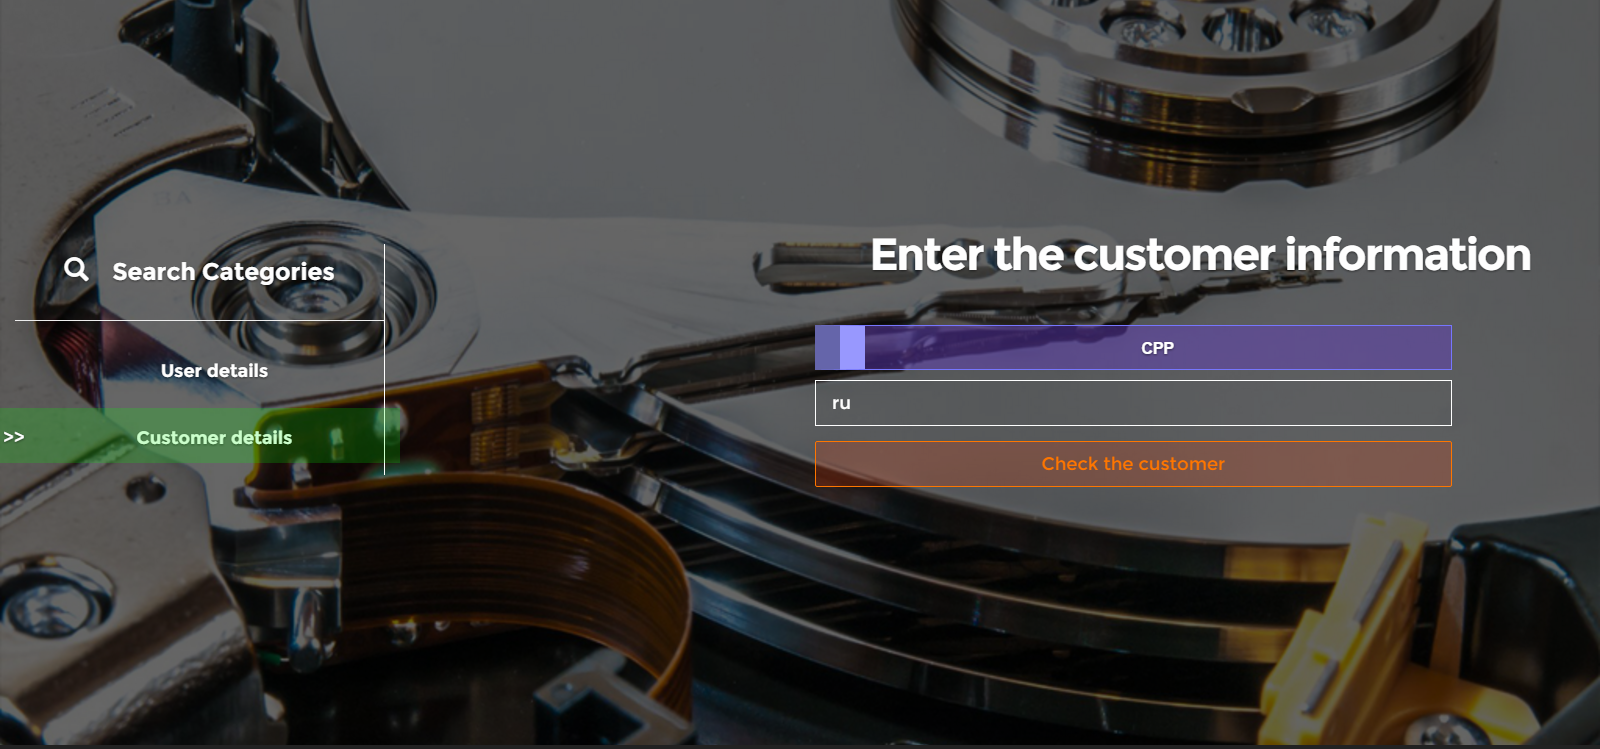 Search Categories
User details
>> Customer details
Enter the customer information
CPP
ru
Check the customer